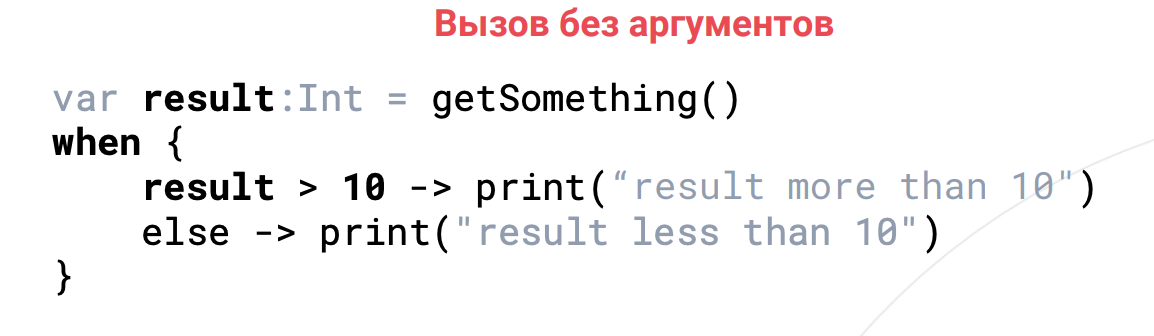 Вызов без аргументов
var result:Int = getSomething()
when {
    result > 10 -> print(“result more than 10")
    else -> print("result less than 10")
}